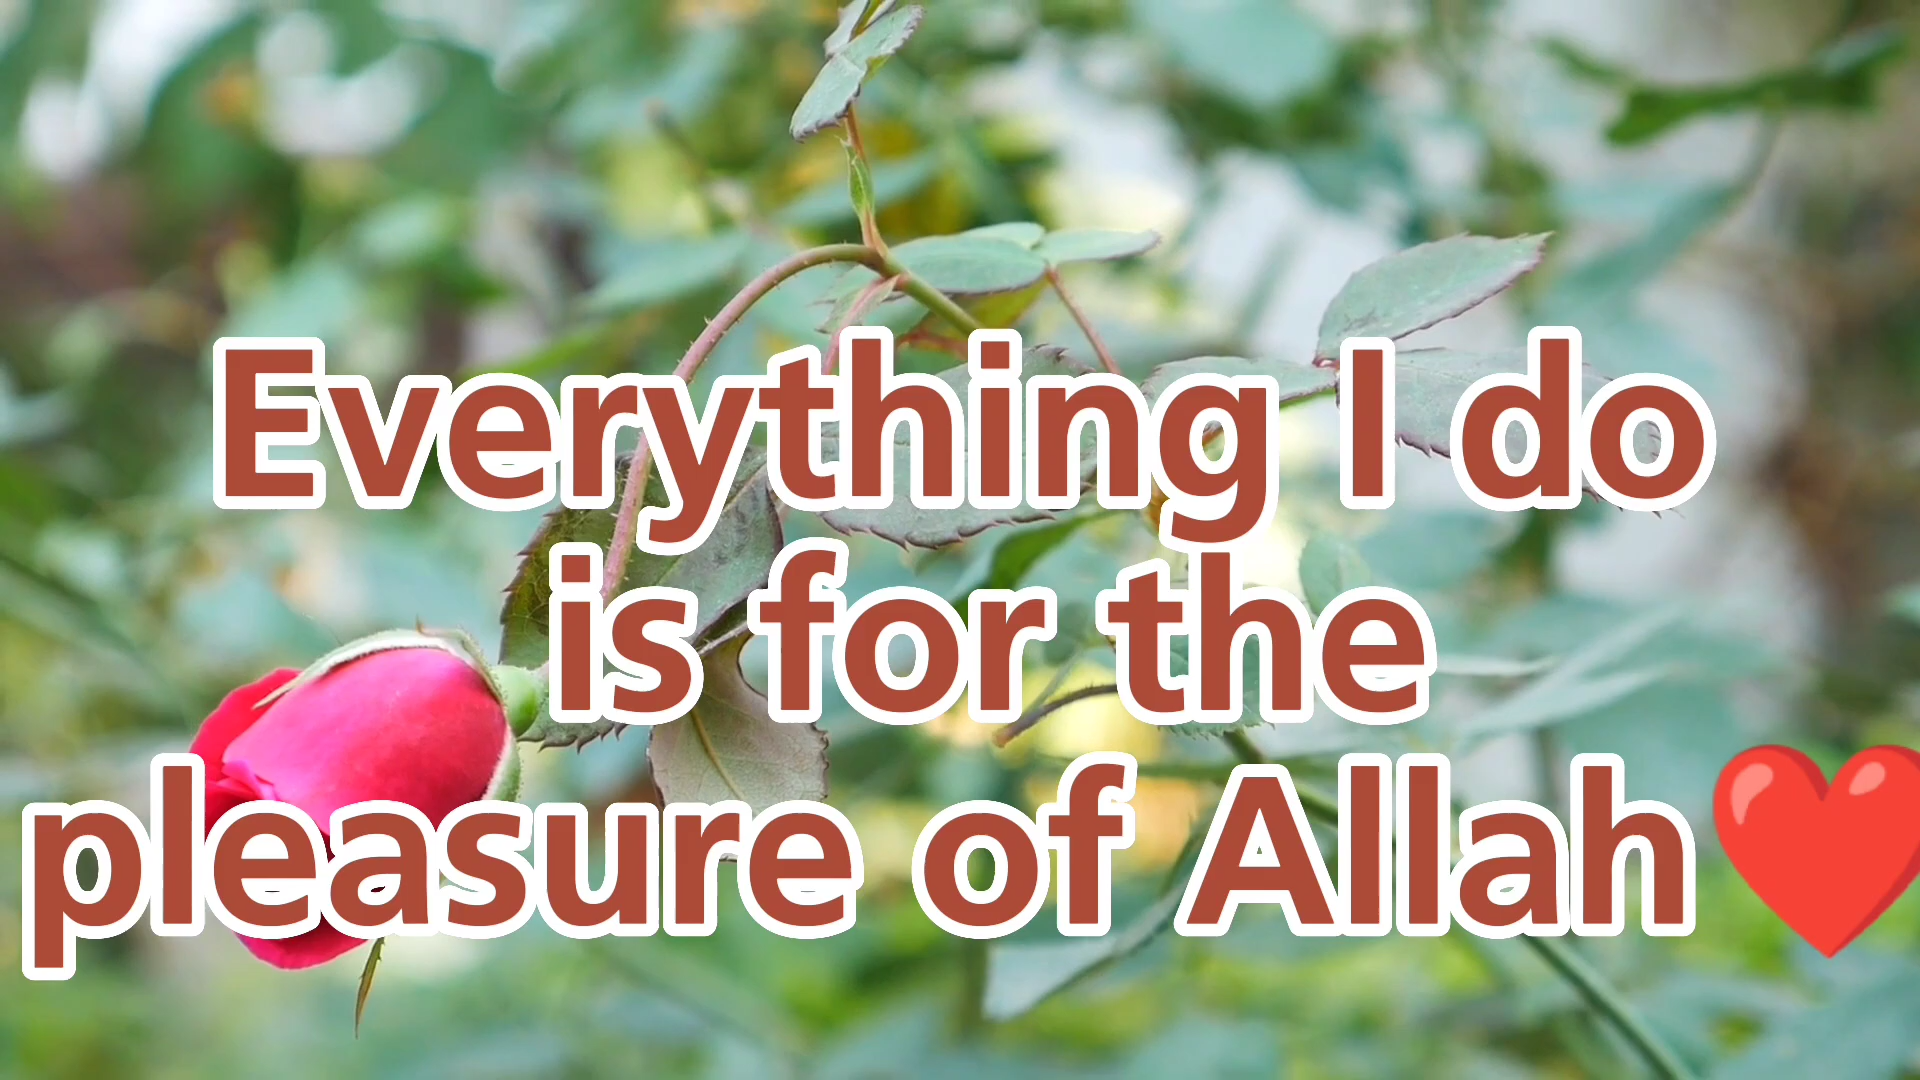 Everything I do
is for the
pleasure of Allah❤️